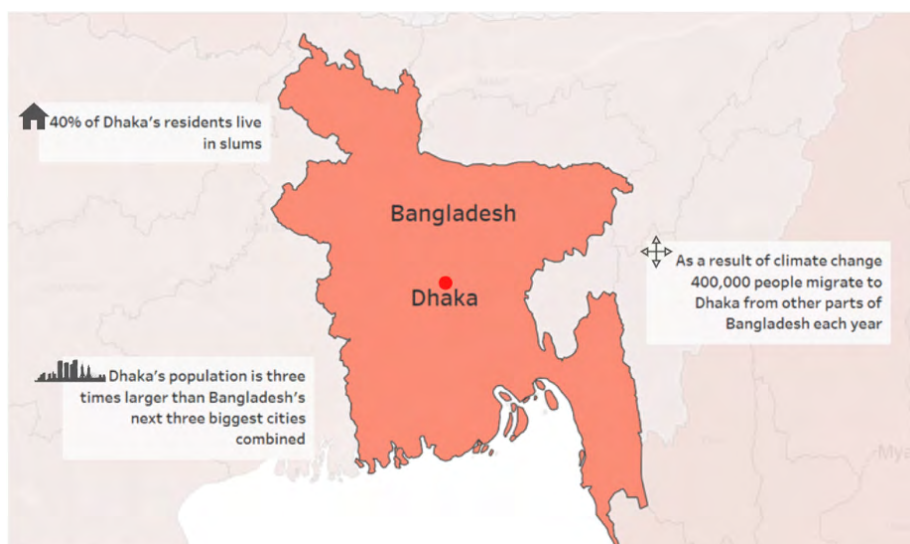 40% of Dhaka's residents live
in slums
Bangladesh
Dhaka
As a result of climate change
400,000 people migrate to
Dhaka from other parts of
Bangladesh each year
Dhaka's population is three
times larger than Bangladesh's
next three biggest cities
combined
Mya